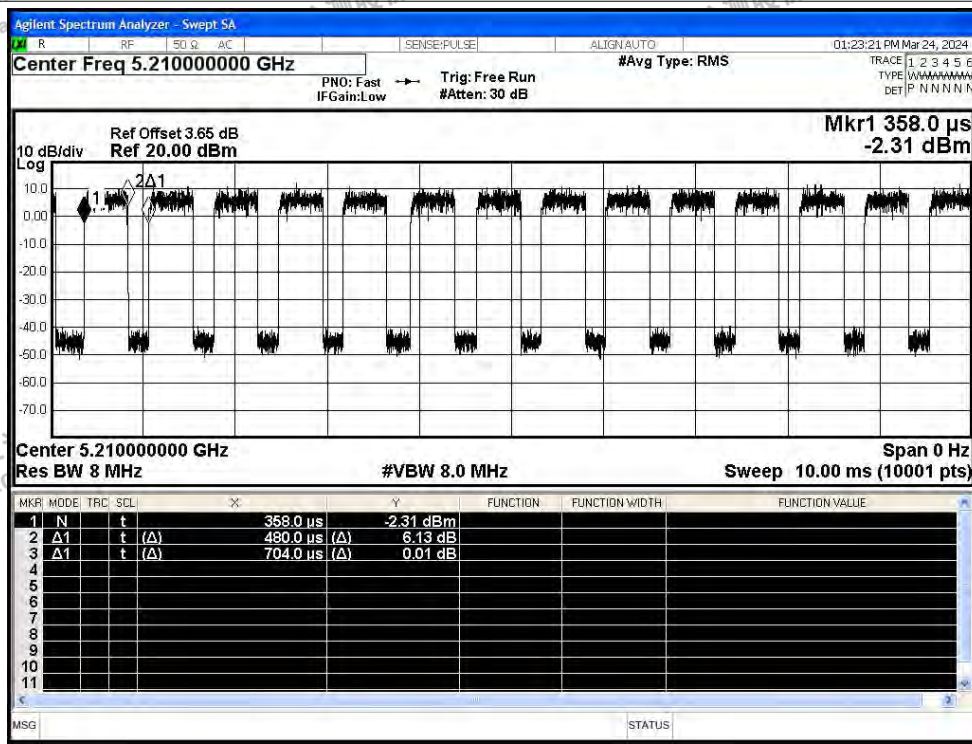 Agilent Spectrum Analyzer - Swept SA
R RF 50 Ω AC SENSE:PULSE ALIGN AUTO 01:23:21 PM Mar 24, 2024
Center Freq 5.210000000 GHz
PNO: Fast
IFGain:Low
Trig: Free Run
#Atten: 30 dB
#Avg Type: RMS
TRACE 1 2 3 4 5 6
TYPE
DET P N N N N N
Mkr1 358.0 µs
-2.31 dBm
Ref Offset 3.65 dB
10 dB/div Ref 20.00 dBm
Log
10.0
0.00
-10.0
-20.0
-30.0
-40.0
-50.0
-60.0
-70.0
1
2Δ1
Center 5.210000000 GHz Span 0 Hz
Res BW 8 MHz #VBW 8.0 MHz Sweep 10.00 ms (10001 pts)
MKR MODE TRC SCL X Y FUNCTION FUNCTION WIDTH FUNCTION VALUE
1 N t 358.0 µs -2.31 dBm
2 Δ1 t (Δ) 480.0 µs (Δ) 6.13 dB
3 Δ1 t (Δ) 704.0 µs (Δ) 0.01 dB
4
5
6
7
8
9
10
11
MSG STATUS